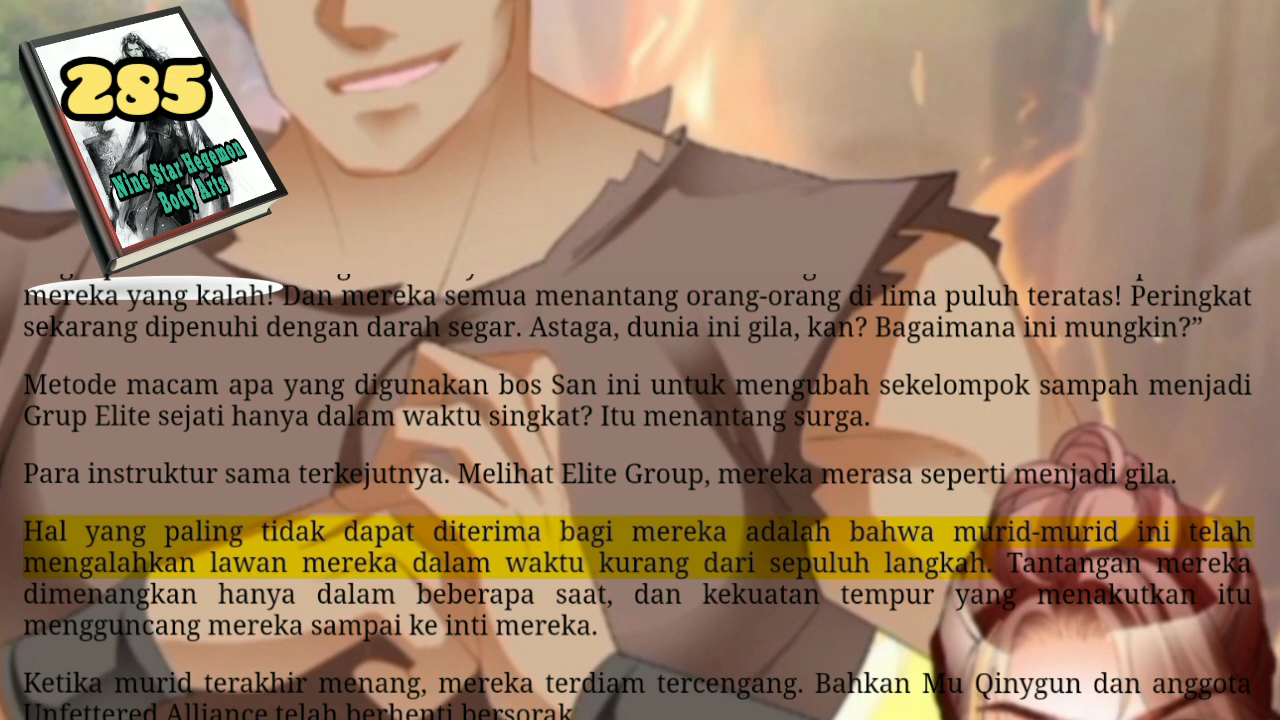 285
Nine Star Hegemon
Body Arts
mereka yang kalah! Dan mereka semua menantang orang-orang di lima puluh teratas! Peringkat
sekarang dipenuhi dengan darah segar. Astaga, dunia ini gila, kan? Bagaimana ini mungkin?”
Metode macam apa yang digunakan bos San ini untuk mengubah sekelompok sampah menjadi
Grup Elite sejati hanya dalam waktu singkat? Itu menantang surga.
Para instruktur sama terkejutnya. Melihat Elite Group, mereka merasa seperti menjadi gila.
Hal yang paling tidak dapat diterima bagi mereka adalah bahwa murid-murid ini telah
mengalahkan lawan mereka dalam waktu kurang dari sepuluh langkah. Tantangan mereka
dimenangkan hanya dalam beberapa saat, dan kekuatan tempur yang menakutkan itu
mengguncang mereka sampai ke inti mereka.
Ketika murid terakhir menang, mereka terdiam tercengang. Bahkan Mu Qinygun dan anggota
Unfettered Alliance telah berhenti bersorak